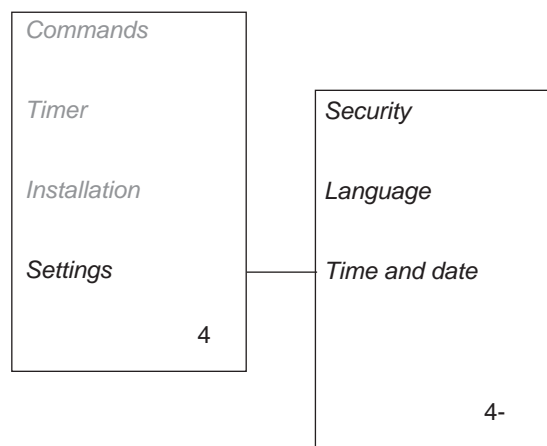 Commands
Timer
Installation
Settings
4
Security
Language
Time and date
4-